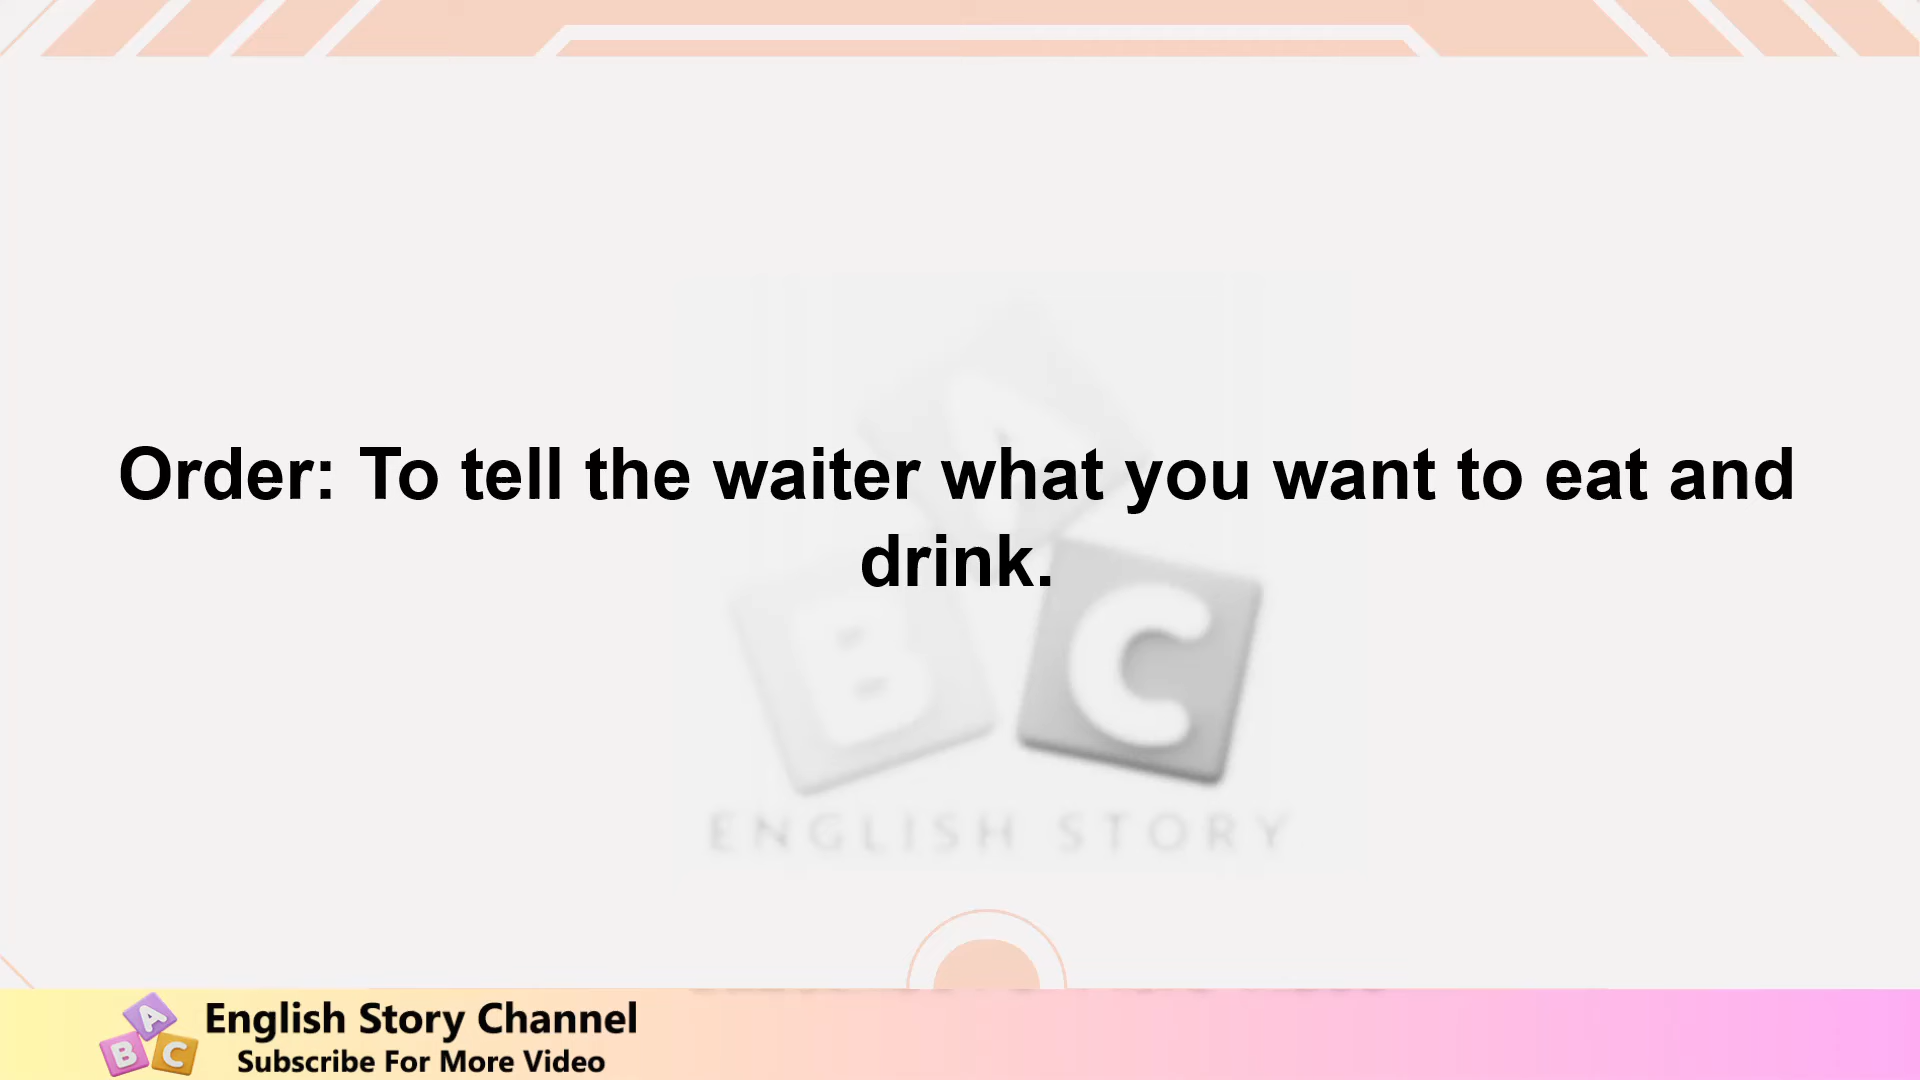 Order: To tell the waiter what you want to eat and
drink.
A
B
C
ENGLISH STORY
A
B
C
English Story Channel
Subscribe For More Video